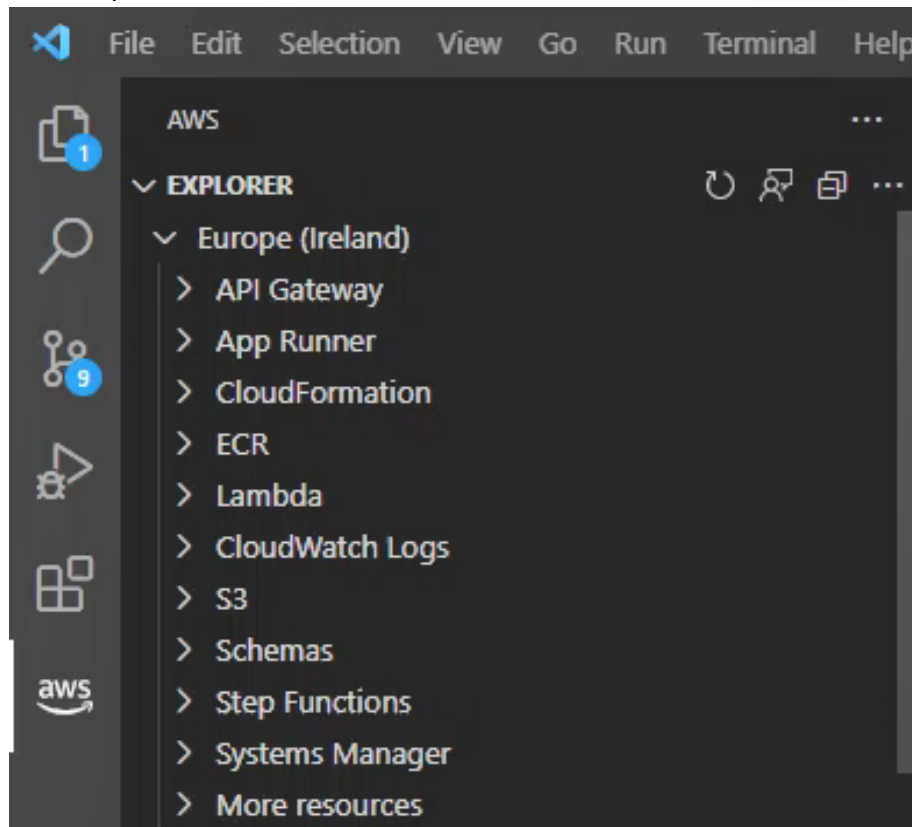 File Edit Selection View Go Run Terminal Help
AWS
EXPLORER
1
Europe (Ireland)
API Gateway
App Runner
9
CloudFormation
ECR
Lambda
CloudWatch Logs
S3
Schemas
aws
Step Functions
Systems Manager
More resources